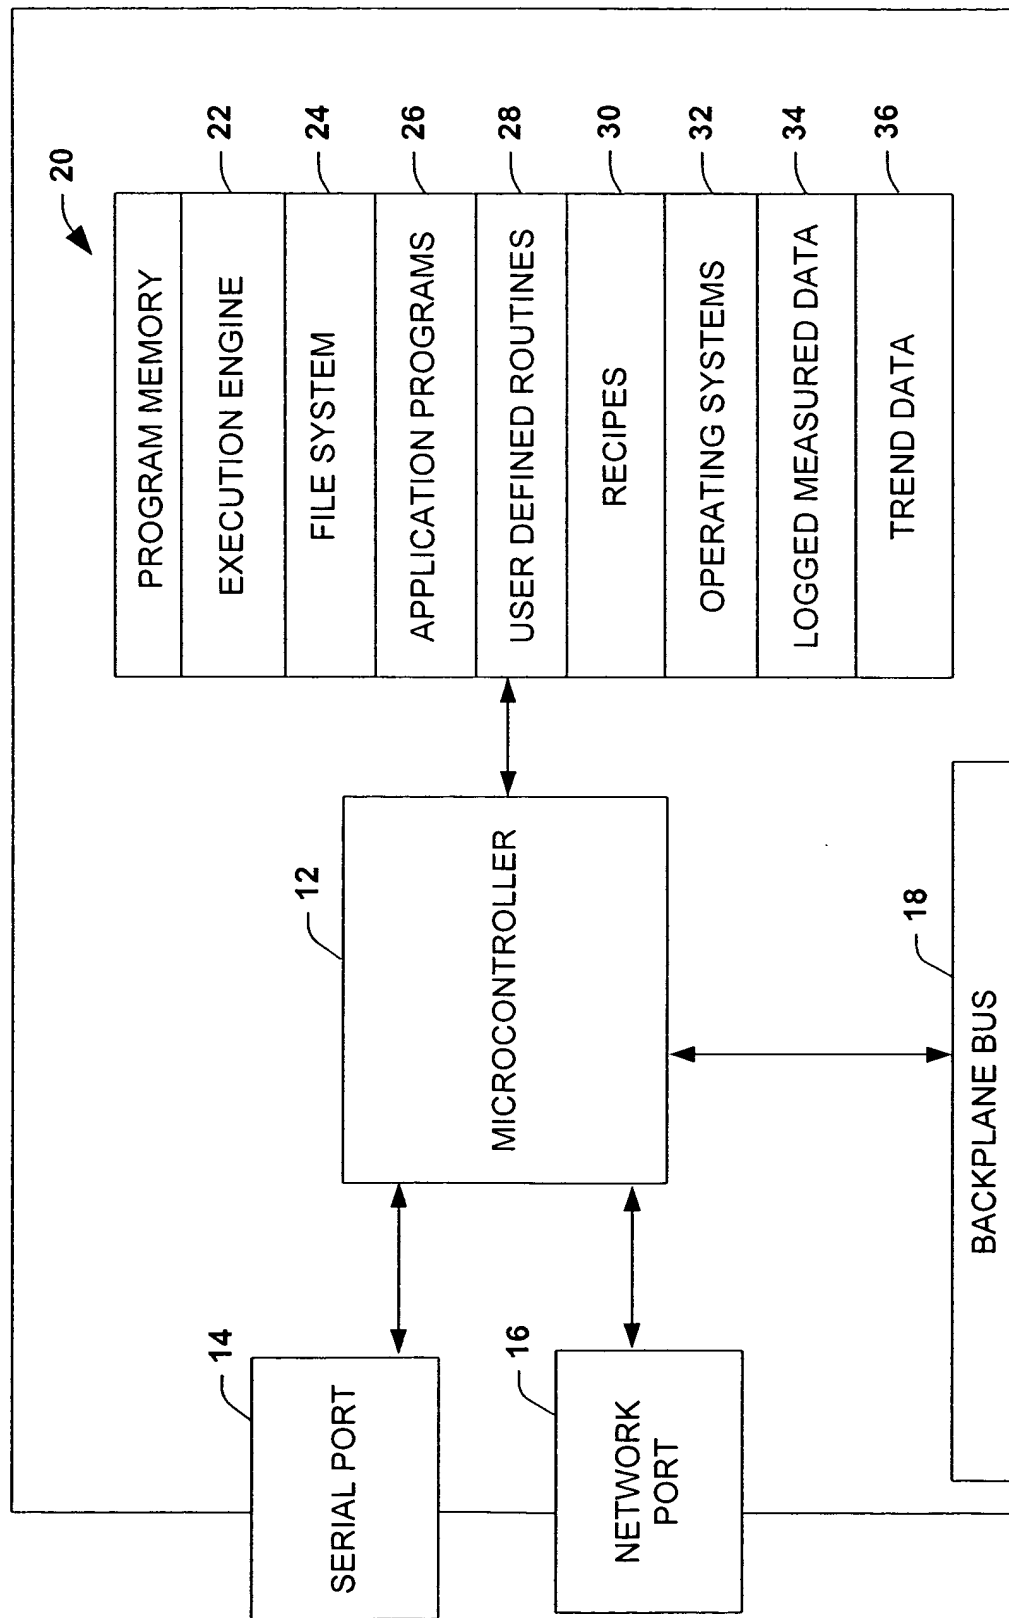 20
PROGRAM MEMORY
EXECUTION ENGINE
22
FILE SYSTEM
24
APPLICATION PROGRAMS
26
USER DEFINED ROUTINES
28
RECIPES
30
OPERATING SYSTEMS
32
LOGGED MEASURED DATA
34
TREND DATA
36
12
MICROCONTROLLER
14
SERIAL PORT
16
NETWORK
PORT
18
BACKPLANE BUS